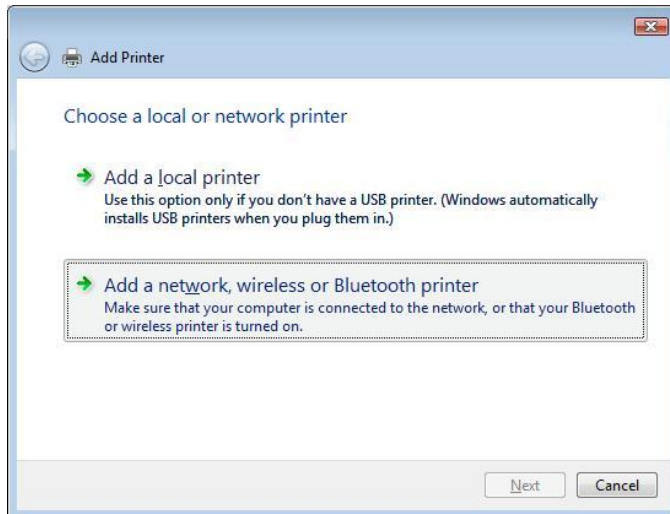 Add Printer
Choose a local or network printer
Add a local printer
Use this option only if you don't have a USB printer. (Windows automatically
installs USB printers when you plug them in.)
Add a network, wireless or Bluetooth printer
Make sure that your computer is connected to the network, or that your Bluetooth
or wireless printer is turned on.
Next Cancel